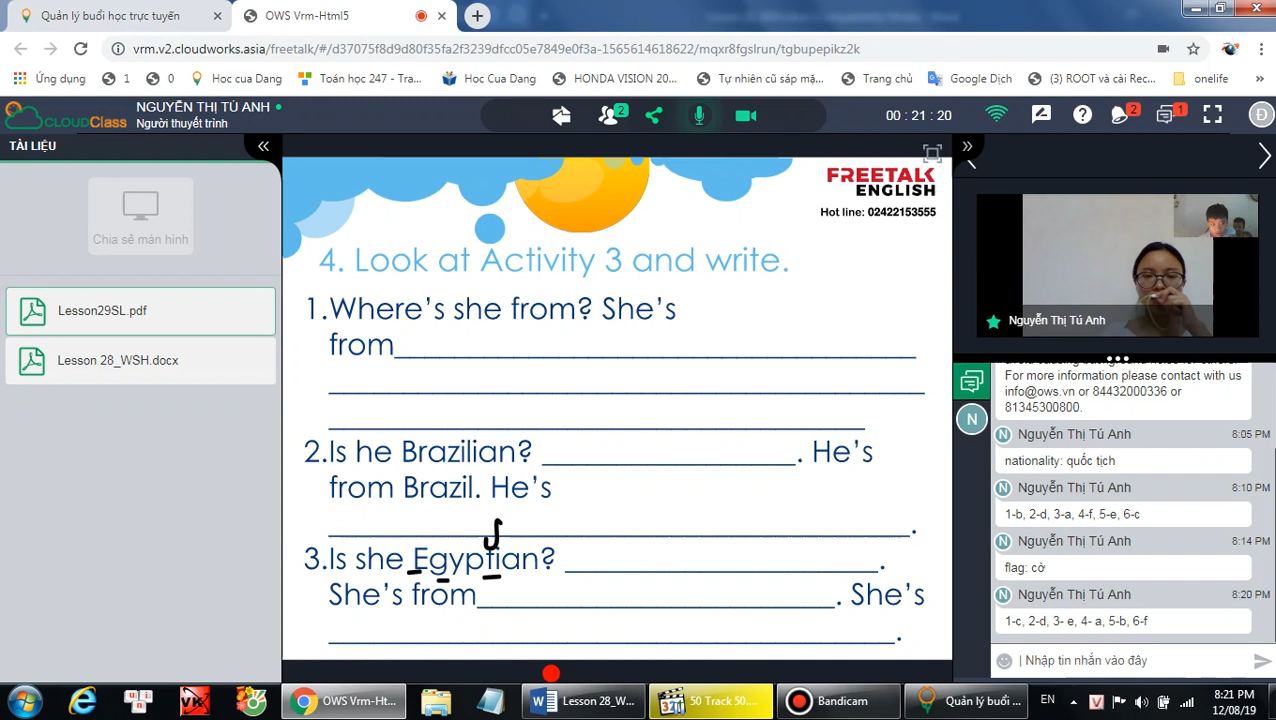 Quản lý buổi học trực tuyến
OWS Vrm-Html5
vrm.v2.cloudworks.asia/freetalk/#/d37075f8d9d80f35fa2f3239dfcc05e7849e0f3a-1565614618622/mqxr8fgslrun/tgbupepikz2k
Ứng dụng
1
0
Hoc cua Dang
Toán học 247 - Tra...
Học Cua Dang
HONDA VISION 20...
Tự nhiên cũ sáp mặ...
Trang chủ
Google Dịch
(3) ROOT và cài Rec...
onelife
CLOUDClass
NGUYỄN THỊ TÚ ANH
Người thuyết trình
2
00 : 21 : 20
2
1
Đ
TÀI LIỆU
Chia sẻ màn hình
Lesson29SL.pdf
Lesson 28_WSH.docx
FREETALK
ENGLISH
Hot line: 02422153555
4. Look at Activity 3 and write.
1.Where's she from? She's
from____________________________
________________________________
_____________________________
2.Is he Brazilian? ______________. He's
from Brazil. He's
________________________________.
3.Is she Egyptian? _________________.
She's from____________________. She's
_______________________________.
Nguyễn Thị Tú Anh
For more information please contact with us
info@ows.vn or 84432000336 or
81345300800.
N
N Nguyễn Thị Tú Anh 8:05 PM
nationality: quốc tịch
N Nguyễn Thị Tú Anh 8:10 PM
1-b, 2-d, 3-a, 4-f, 5-e, 6-c
N Nguyễn Thị Tú Anh 8:14 PM
flag: cờ
N Nguyễn Thị Tú Anh 8:20 PM
1-c, 2-d, 3- e, 4- a, 5-b, 6-f
Nhập tin nhắn vào đây
OWS Vrm-Ht...
Lesson 28_W...
50 Track 50....
Bandicam
Quản lý buổi ...
EN
8:21 PM
12/08/19